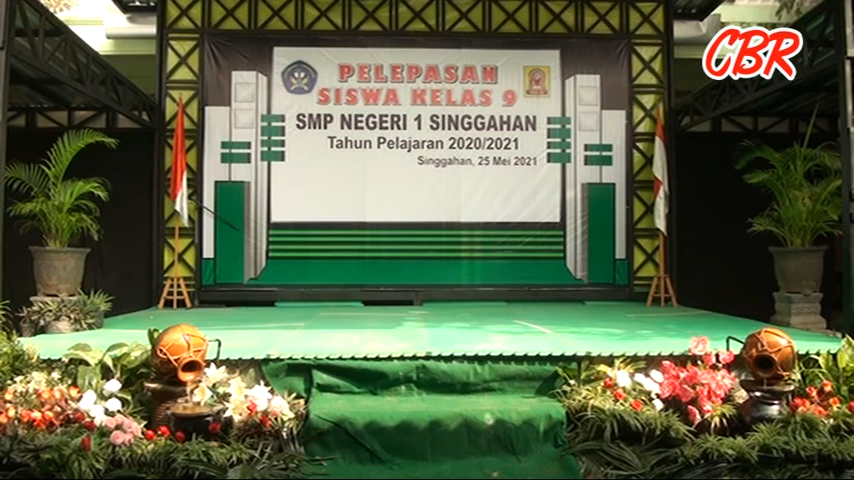 CBR
PELEPASAN
SISWA KELAS 9
SMP NEGERI 1 SINGGAHAN
Tahun Pelajaran 2020/2021
Singgahan, 25 Mei 2021